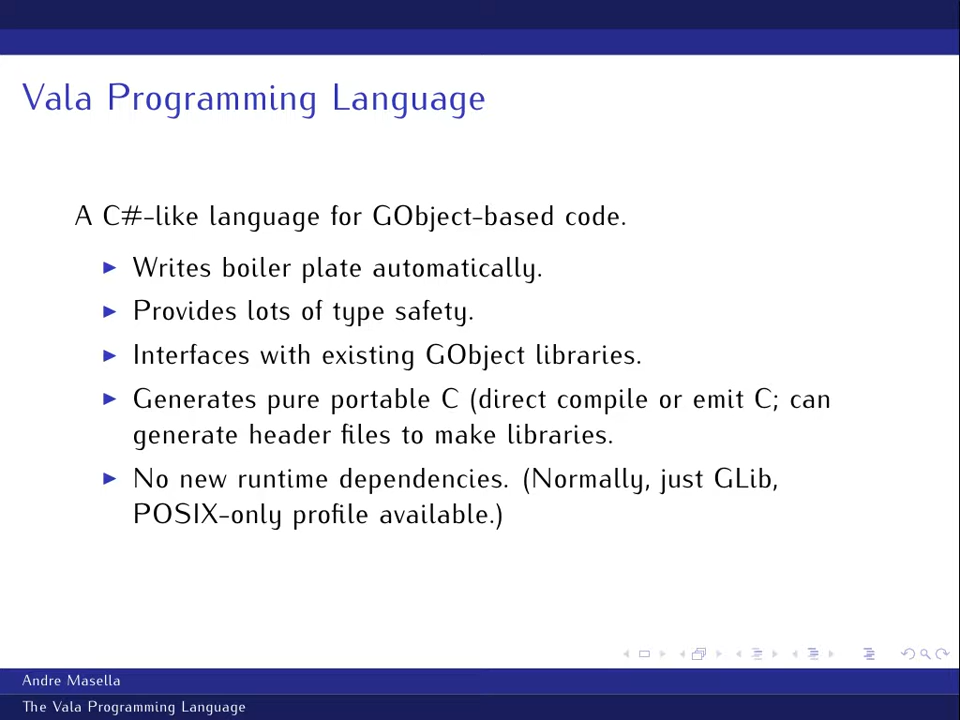 Vala Programming Language
A C#-like language for GObject-based code.
Writes boiler plate automatically.
Provides lots of type safety.
Interfaces with existing GObject libraries.
Generates pure portable C (direct compile or emit C; can
generate header files to make libraries.
No new runtime dependencies. (Normally, just GLib,
POSIX-only profile available.)
Andre Masella
The Vala Programming Language